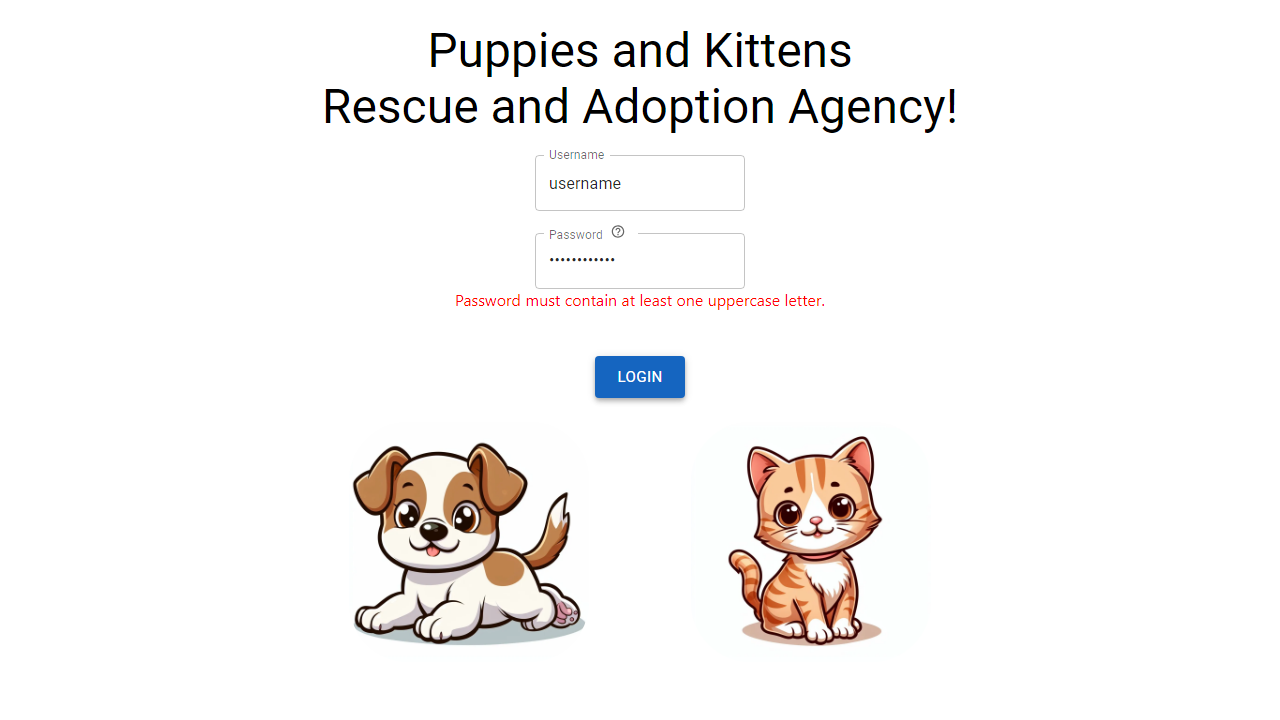 Puppies and Kittens
Rescue and Adoption Agency!
Username
username
Password
••••••••••••
Password must contain at least one uppercase letter.
LOGIN